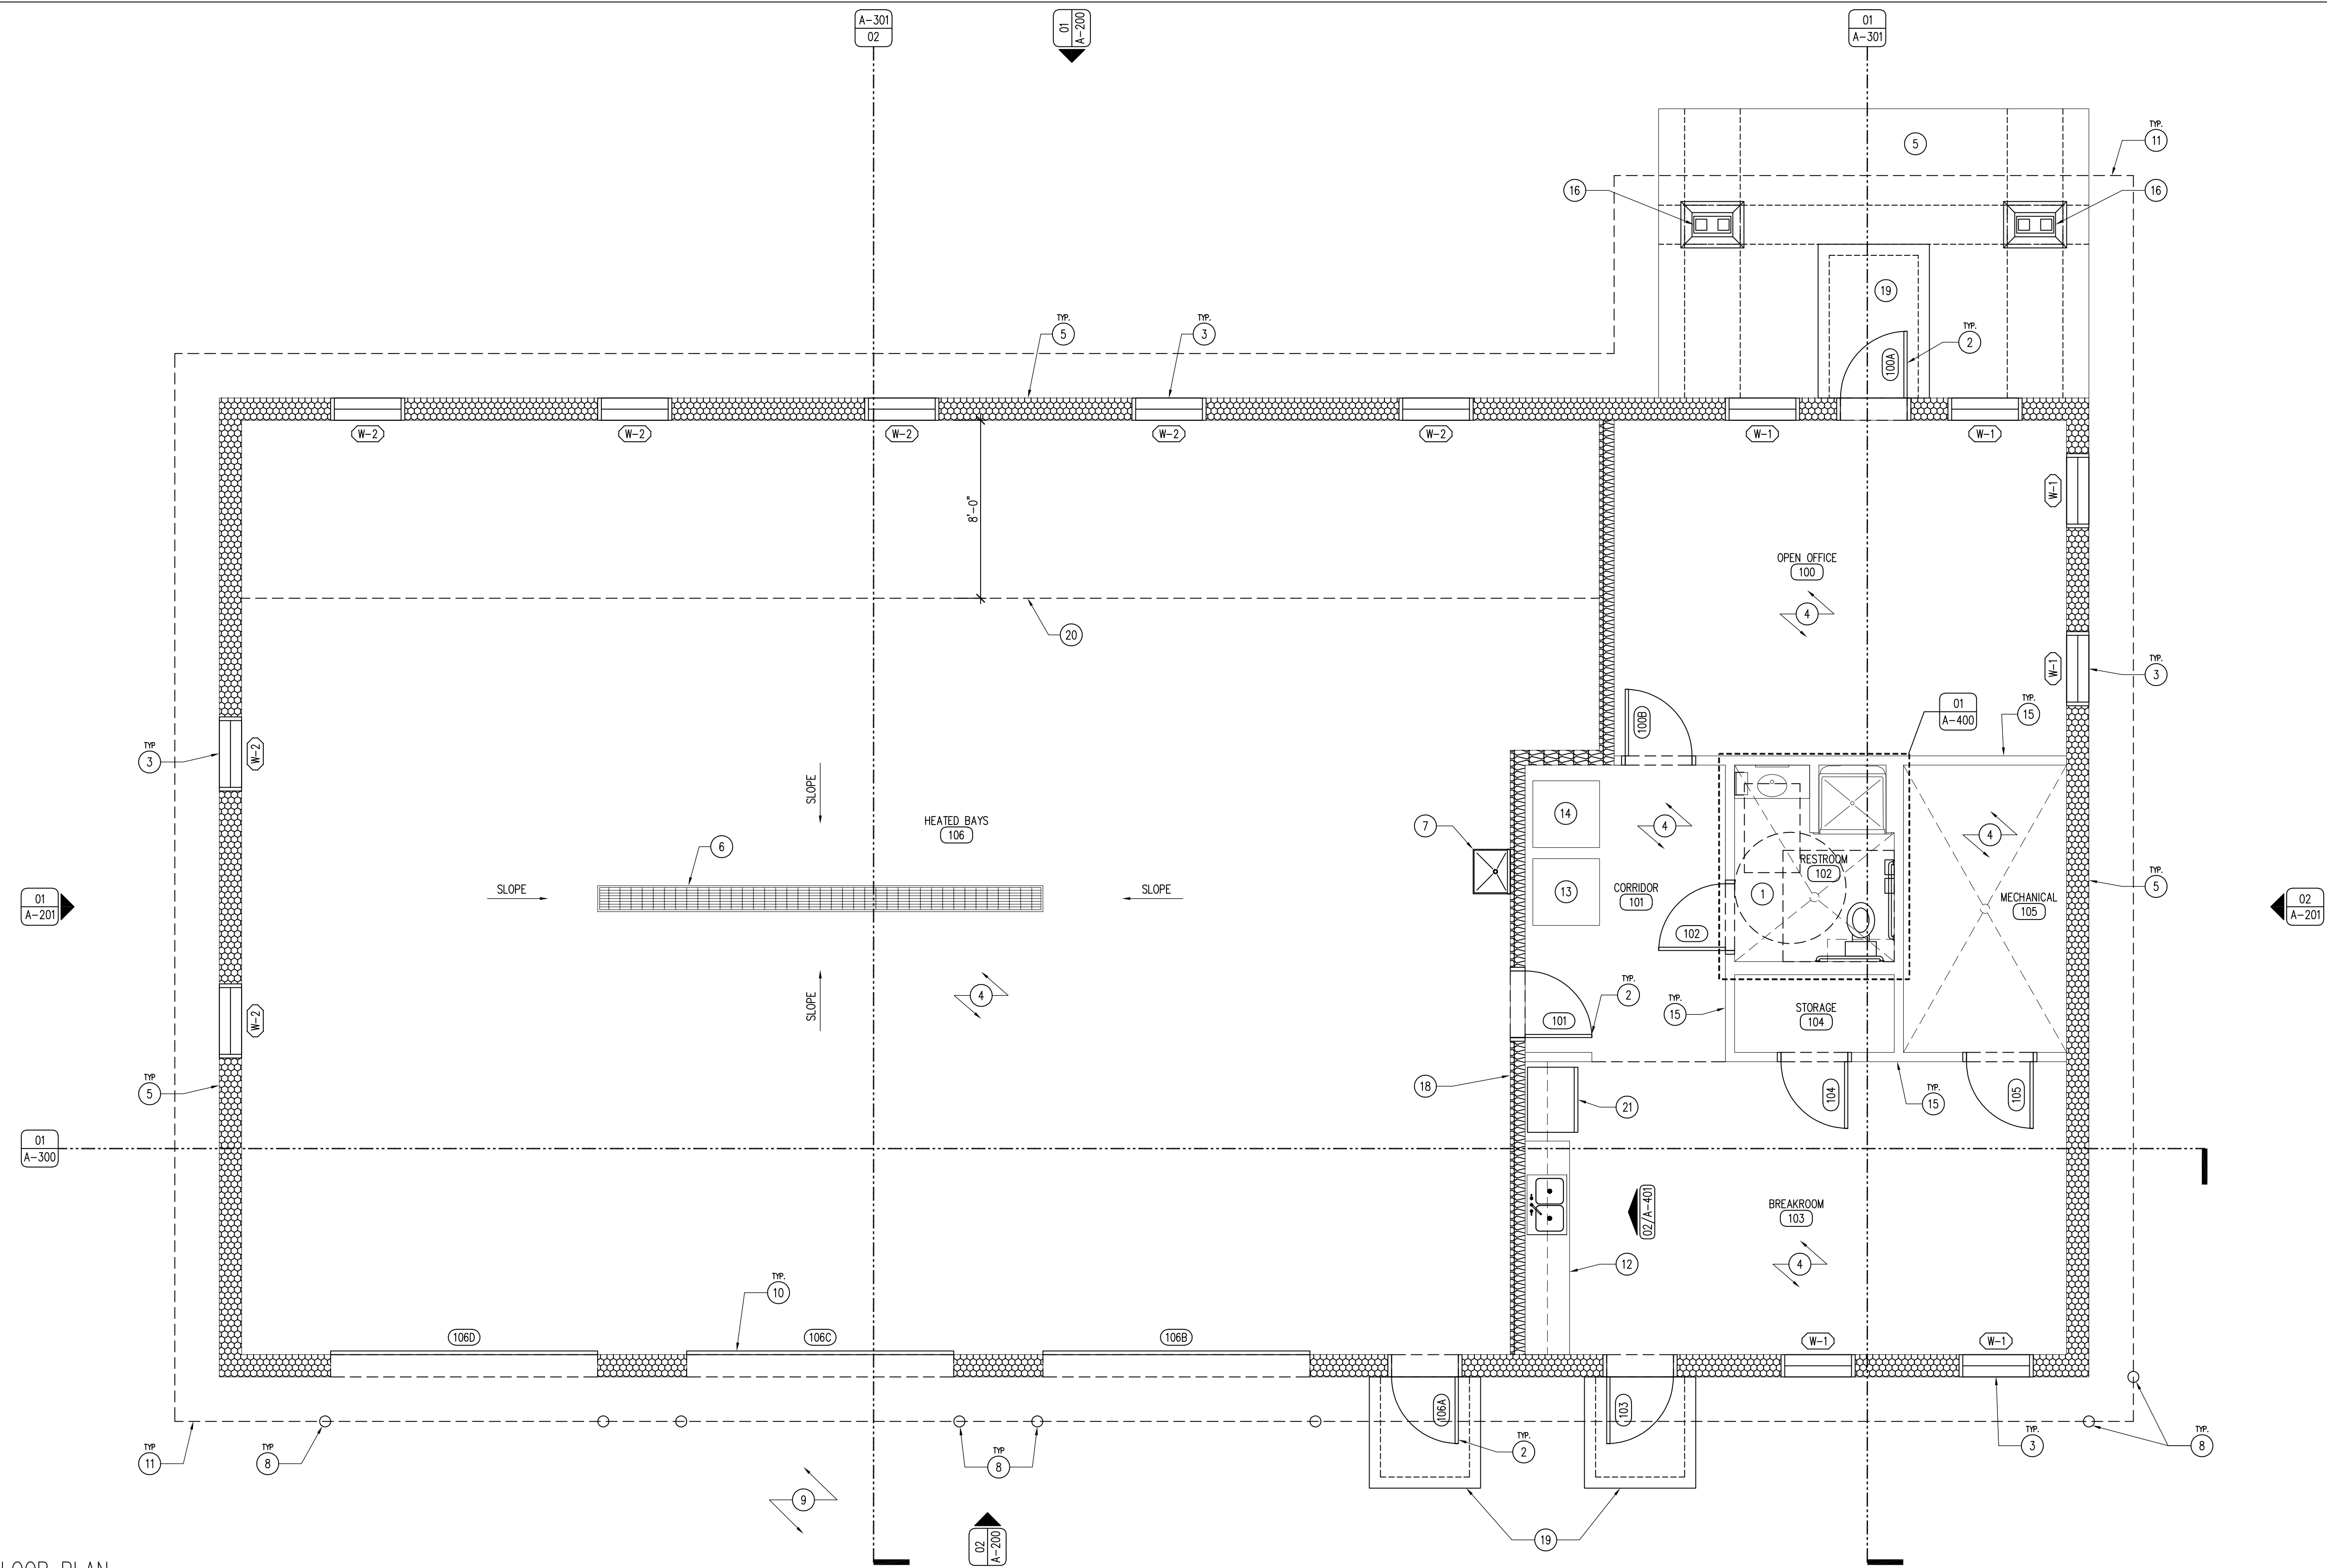 A-301
02
01
A-200
01
A-301
5
TYP.
11
16
16
19
TYP.
5
TYP.
3
TYP.
2
100A
W-2
W-2
W-2
W-2
W-2
W-1
W-1
8'-0"
W-1
OPEN OFFICE
100
4
20
W-1
TYP.
3
01
A-400
TYP.
15
100B
TYP
3
W-2
SLOPE
HEATED BAYS
106
6
7
14
4
4
RESTROOM
102
SLOPE
SLOPE
13
CORRIDOR
101
1
MECHANICAL
105
TYP.
5
01
A-201
02
A-201
102
4
SLOPE
W-2
TYP.
2
101
TYP.
15
STORAGE
104
TYP
5
18
21
104
TYP.
15
105
01
A-300
02/A-401
BREAKROOM
103
12
4
TYP.
10
106D
106C
106B
W-1
W-1
106A
103
TYP
11
TYP
8
TYP
8
TYP.
2
TYP.
3
TYP.
8
9
19
02
A-200
LOOR PLAN